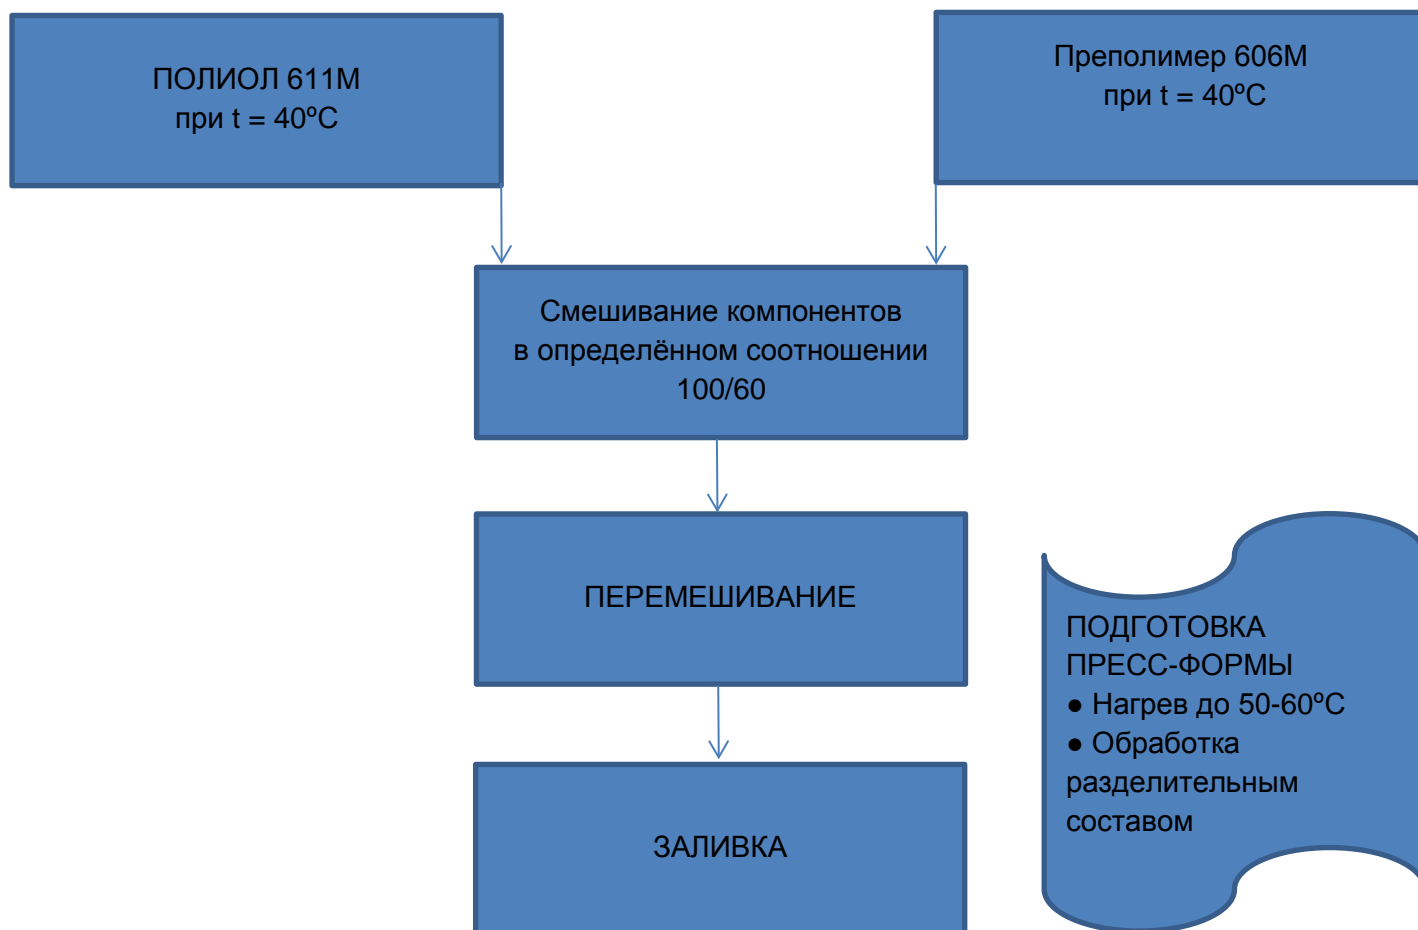 ПОЛИОЛ 611М
при t = 40ºС
Преполимер 606М
при t = 40ºС
Смешивание компонентов
в определённом соотношении
100/60
ПЕРЕМЕШИВАНИЕ
ПОДГОТОВКА
ПРЕСС-ФОРМЫ
● Нагрев до 50-60ºС
● Обработка
разделительным
составом
ЗАЛИВКА